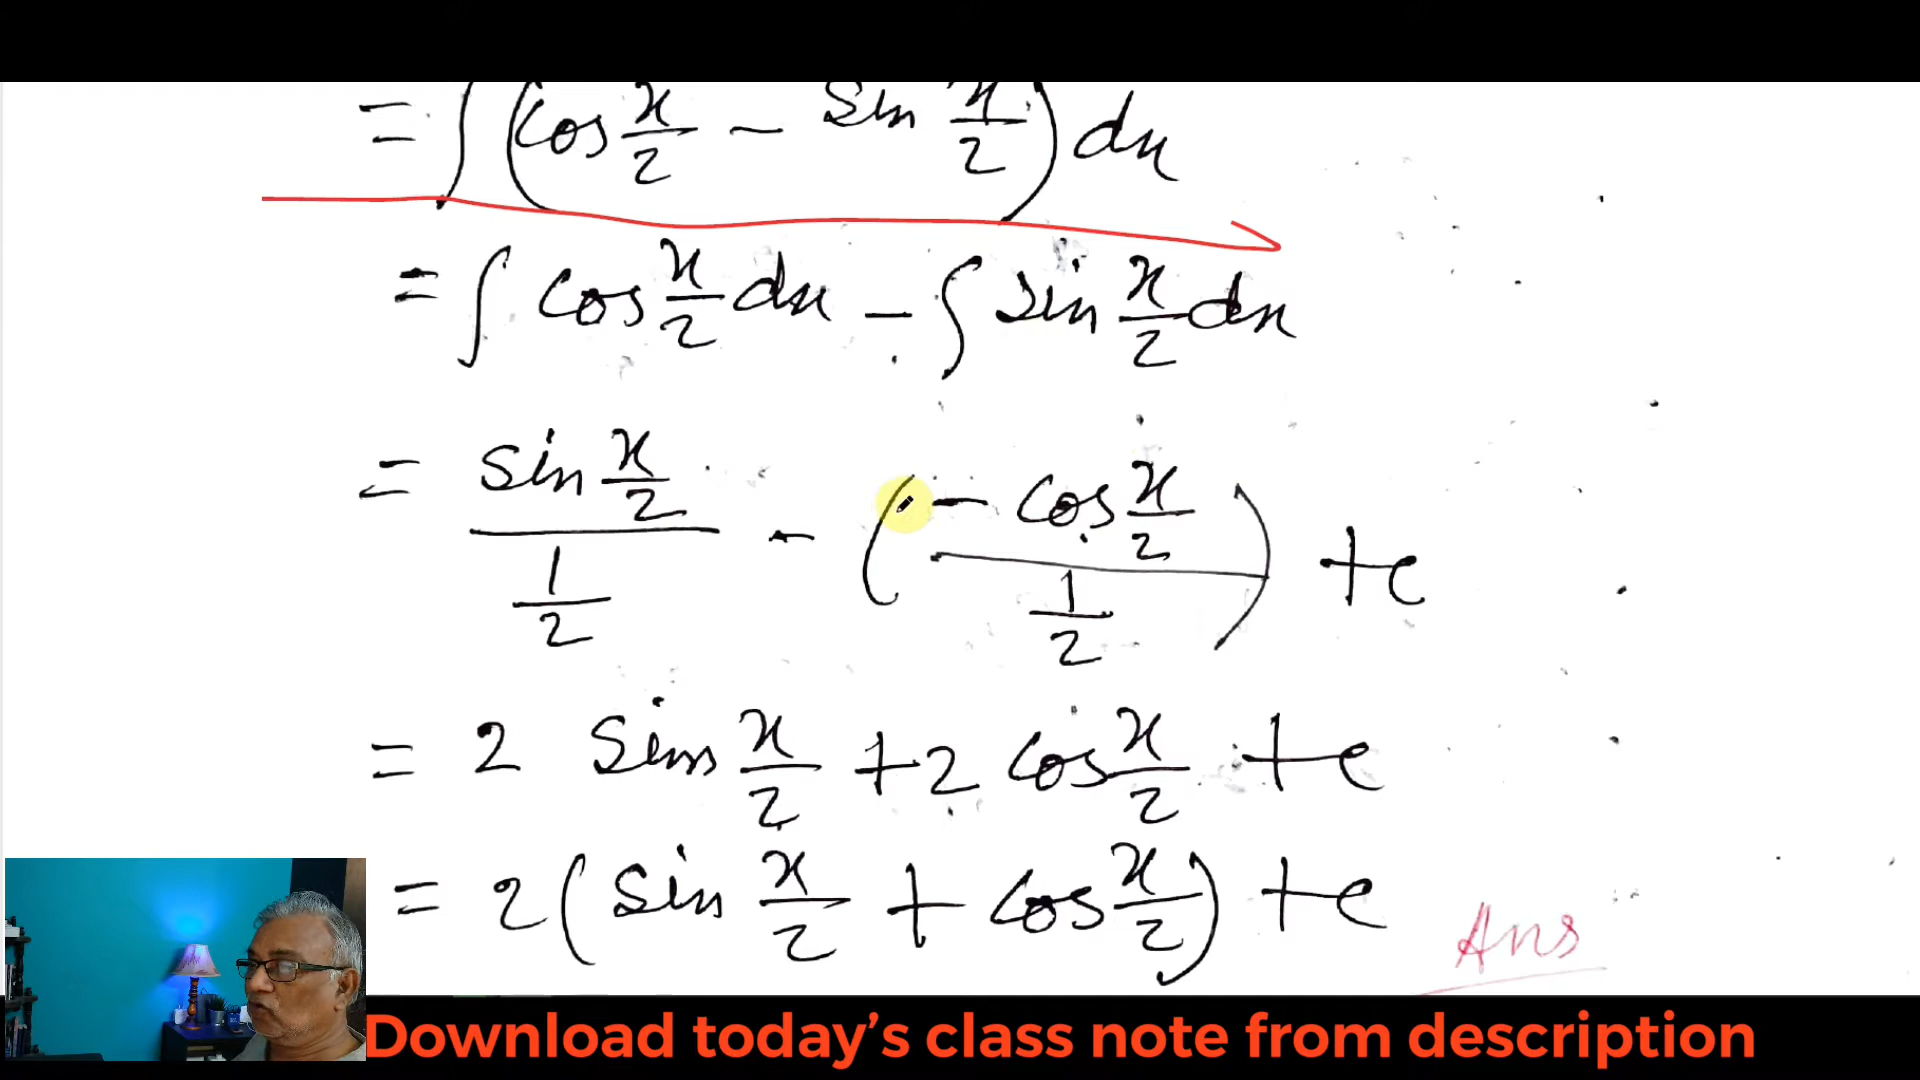 = ∫(cos x/2 - sin x/2) dx
= ∫ cos x/2 dx - ∫ sin x/2 dx
= sin x/2 / 1/2 - (- cos x/2 / 1/2) + c
= 2 sin x/2 + 2 cos x/2 + c
= 2 (sin x/2 + cos x/2) + c
Ans
Download today's class note from description